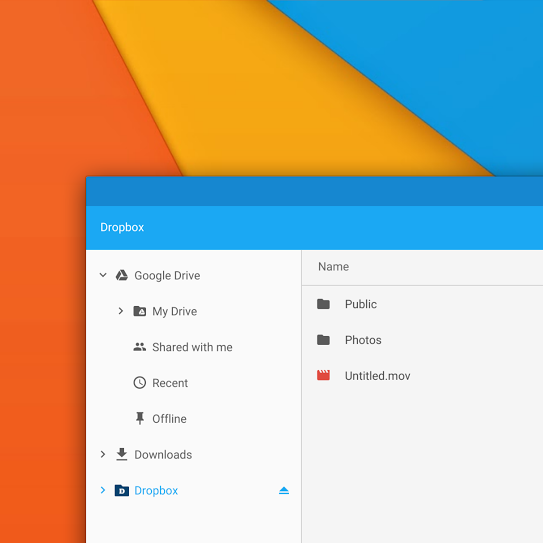 Dropbox
Google Drive
My Drive
Shared with me
Recent
Offline
Downloads
Dropbox
Name
Public
Photos
Untitled.mov